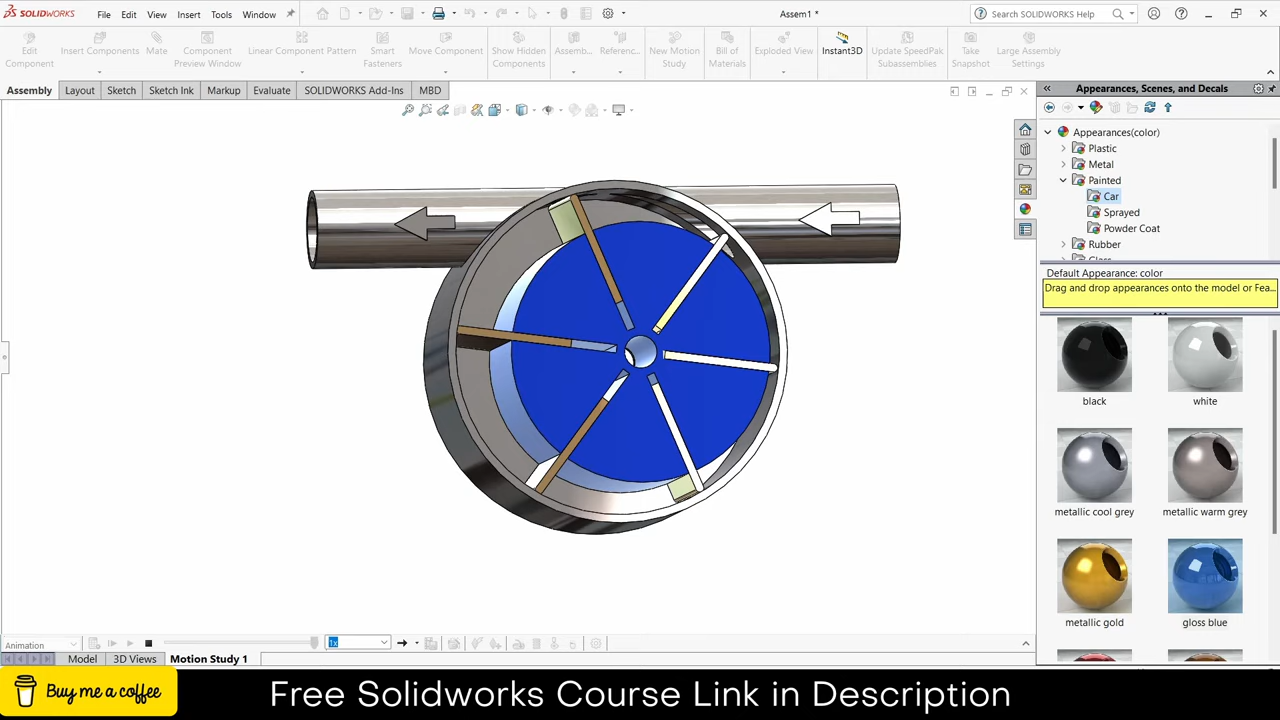 SOLIDWORKS
File
Edit
View
Insert
Tools
Window
Assem1 *
Search SOLIDWORKS Help
Edit Component
Insert Components
Mate
Component Preview Window
Linear Component Pattern
Smart Fasteners
Move Component
Show Hidden Components
Assemb...
Referenc...
New Motion Study
Bill of Materials
Exploded View
Instant3D
Update SpeedPak Subassemblies
Take Snapshot
Large Assembly Settings
Assembly
Layout
Sketch
Sketch Ink
Markup
Evaluate
SOLIDWORKS Add-Ins
MBD
Appearances, Scenes, and Decals
Appearances(color)
Plastic
Metal
Painted
Car
Sprayed
Powder Coat
Rubber
Default Appearance: color
Drag and drop appearances onto the model or Fea...
black
white
metallic cool grey
metallic warm grey
metallic gold
gloss blue
Animation
1x
Model
3D Views
Motion Study 1
Buy me a coffee
Free Solidworks Course Link in Description